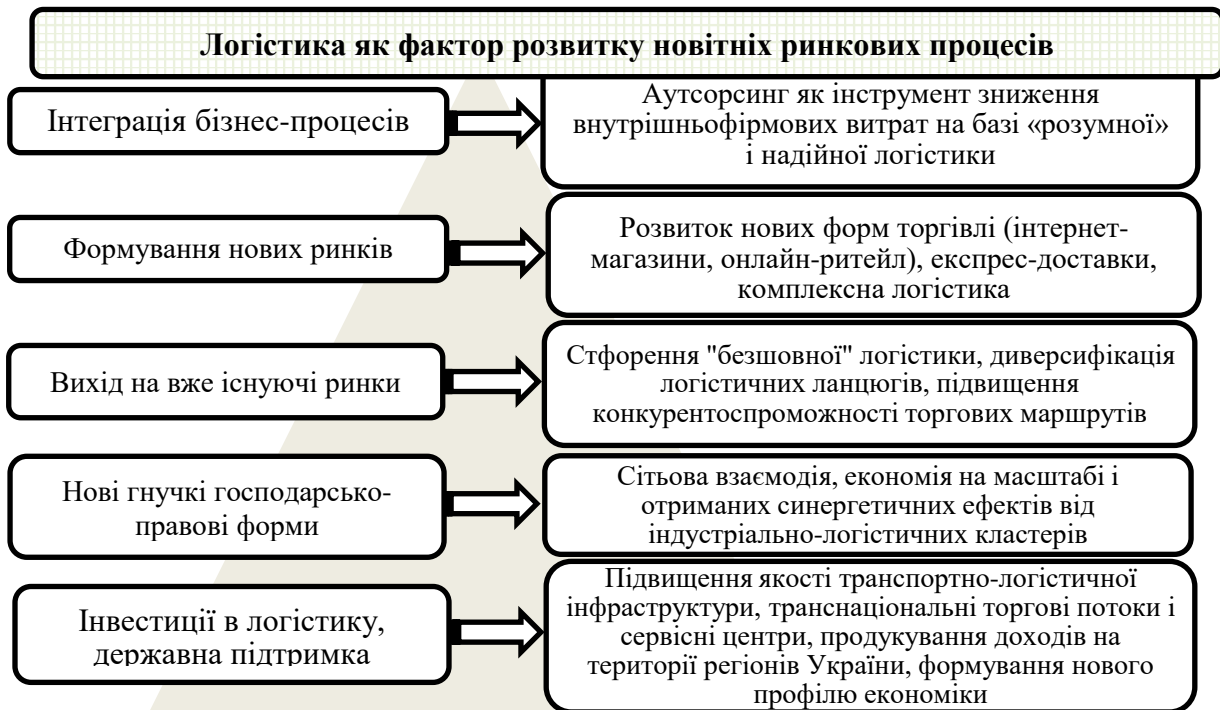 Логістика як фактор розвитку новітніх ринкових процесів
Інтеграція бізнес-процесів
Аутсорсинг як інструмент зниження
внутрішньофірмових витрат на базі «розумної»
і надійної логістики
Формування нових ринків
Розвиток нових форм торгівлі (інтернет-
магазини, онлайн-ритейл), експрес-доставки,
комплексна логістика
Вихід на вже існуючі ринки
Стфорення "безшовної" логістики, диверсифікація
логістичних ланцюгів, підвищення
конкурентоспроможності торгових маршрутів
Нові гнучкі господарсько-
правові форми
Сітьова взаємодія, економія на масштабі і
отриманих синергетичних ефектів від
індустріально-логістичних кластерів
Інвестиції в логістику,
державна підтримка
Підвищення якості транспортно-логістичної
інфраструктури, транснаціональні торгові потоки і
сервісні центри, продукування доходів на
території регіонів України, формування нового
профілю економіки